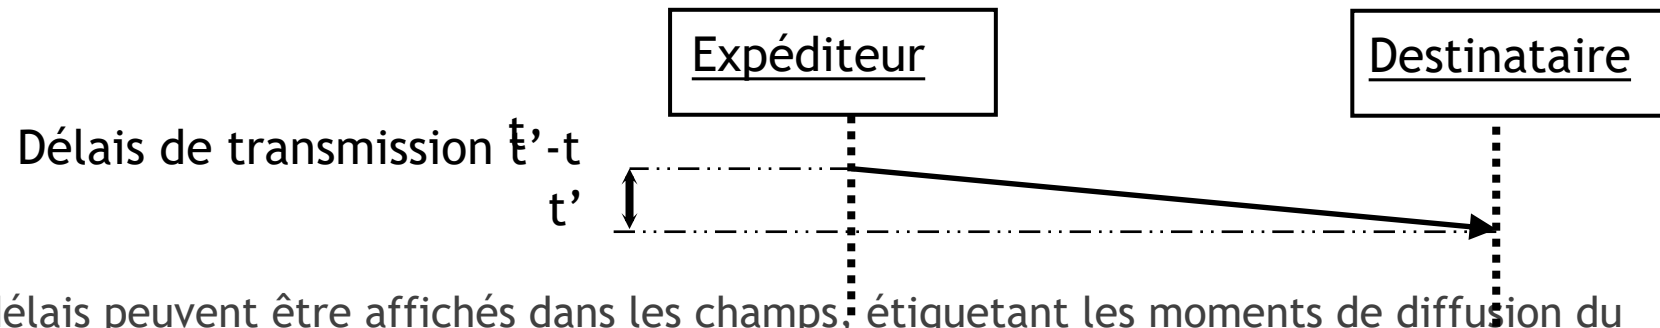 Expéditeur
Destinataire
t
Délais de transmission t’-t
t’
délais peuvent être affichés dans les champs, étiquetant les moments de diffusion du